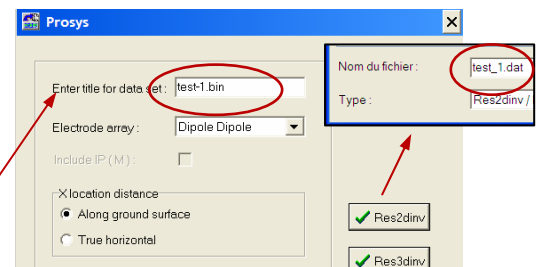 Prosys
Nom du fichier : test_1.dat
Enter title for data set : test-1.bin
Type : Res2dinv /
Electrode array : Dipole Dipole
Include IP ( M ) :
X location distance
Along ground surface
Res2dinv
True horizontal
Res3dinv